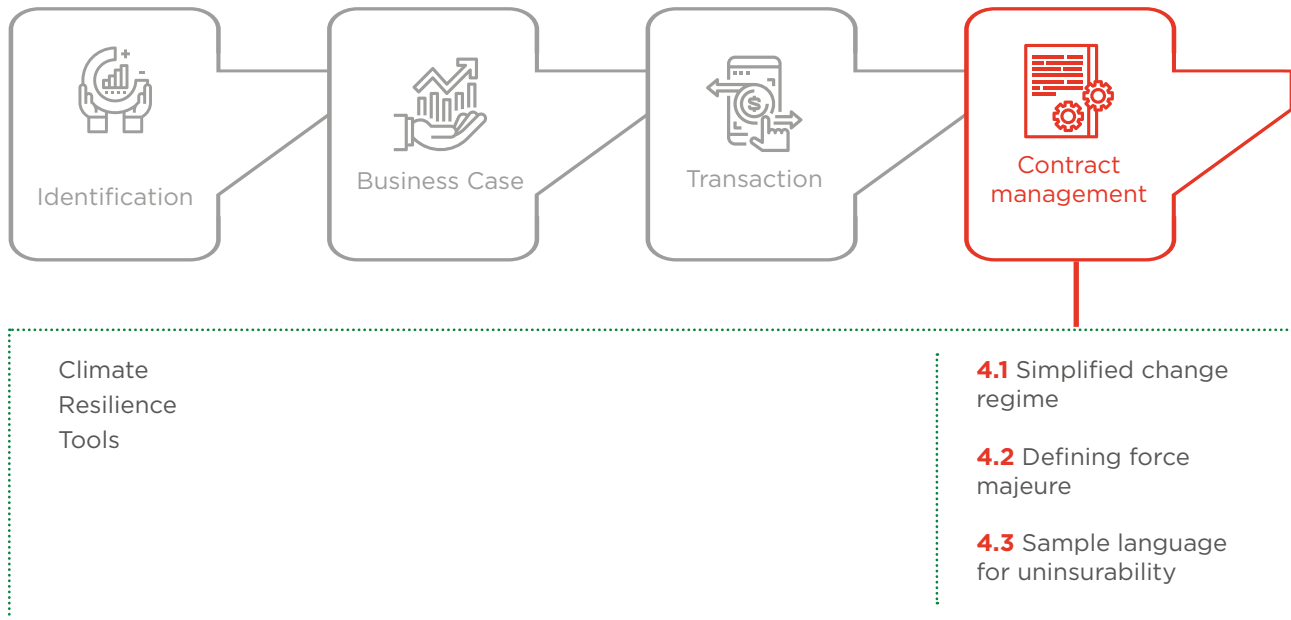 Identification
Business Case
Transaction
Contract
management
Climate
Resilience
Tools
4.1 Simplified change
regime
4.2 Defining force
majeure
4.3 Sample language
for uninsurability